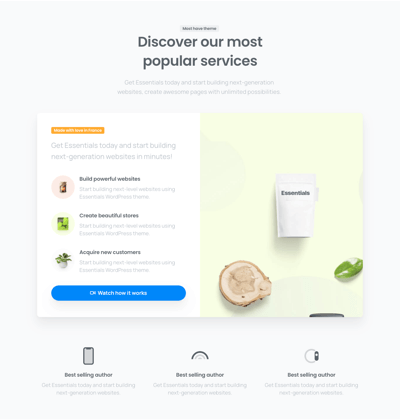 Must have theme
Discover our most
popular services
Get Essentials today and start building next-generation
websites, create awesome pages with unlimited possibilities
Made with love in France
Get Essentials today and start building
next-generation websites in minutes!
Build powerful websites
Start building next-level websites using
Essentials WordPress theme.
Create beautiful stores
Start building next-level websites using
Essentials WordPress theme.
Acquire new customers
Start building next-level websites using
Essentials WordPress theme.
Watch how it works
Essentials
Best selling author
Get Essentials today and start building
next-generation websites
Best selling author
Get Essentials today and start building
next-generation websites
Best selling author
Get Essentials today and start building
next-generation websites